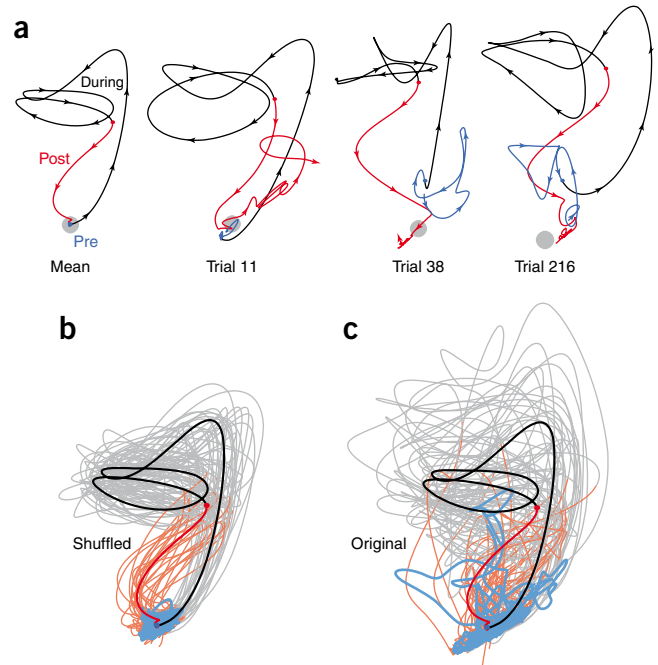 a
During
Post
Pre
Mean
Trial 11
Trial 38
Trial 216
b
c
Shuffled
Original